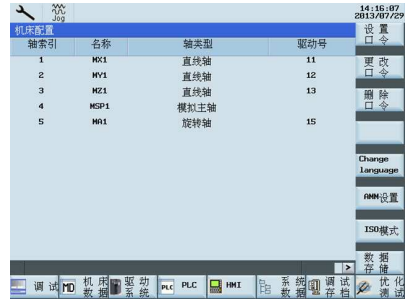 Jog
14:16:07
2013/07/29
机床配置
轴索引 名称 轴类型 驱动号
1 MX1 直线轴 11
2 MY1 直线轴 12
3 MZ1 直线轴 13
4 MSP1 模拟主轴
5 MA1 旋转轴 15
设置
口令
更改
口令
删除
口令
Change
language
AMM设置
ISO模式
数据
存储
>
调试
MD 机床
数据
驱动
系统
PLC PLC
HMI
系统
数据
调试
存档
优化
测试